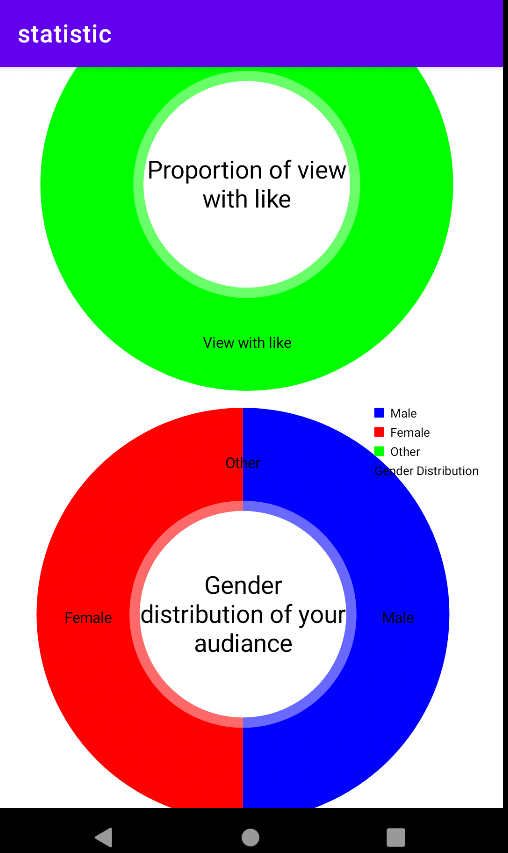 statistic
Proportion of view
with like
View with like
Male
Female
Other
Gender Distribution
Other
Gender
distribution of your
audiance
Female
Male